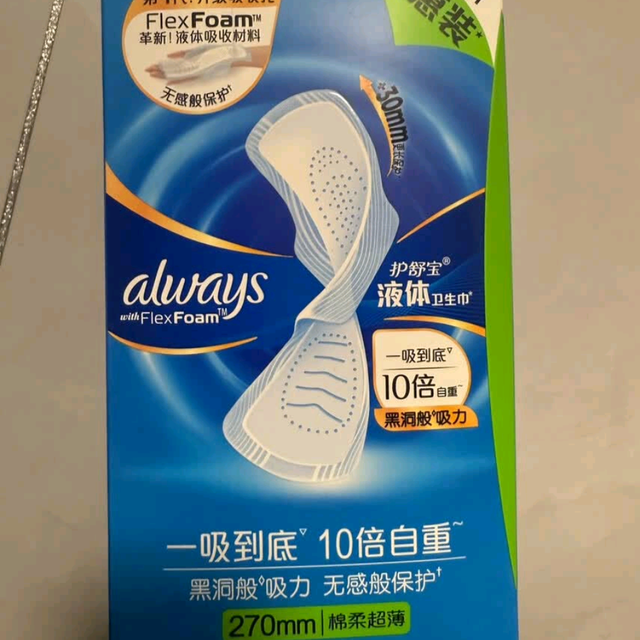 FlexFoam™
革新!液体吸收材料
无感般保护†
惠装*
30mm
always
with FlexFoam™
护舒宝®
液体卫生巾*
一吸到底▽
10倍自重~
黑洞般◊吸力
一吸到底▽ 10倍自重~
黑洞般◊吸力 无感般保护†
270mm 棉柔超薄